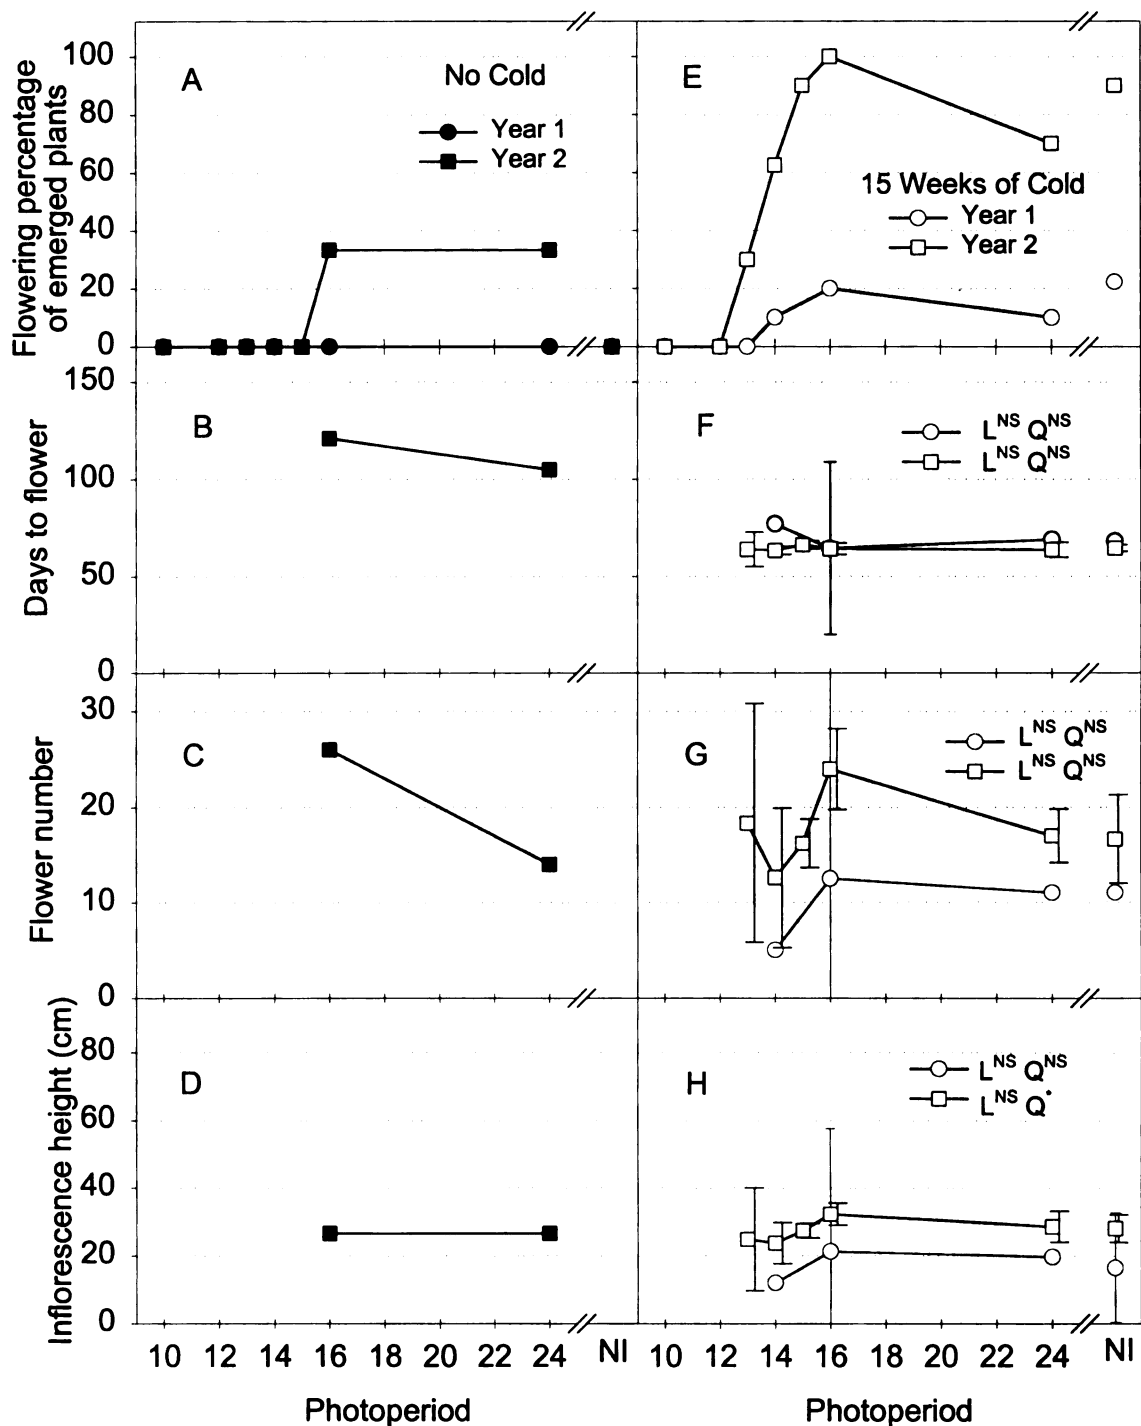 Flowering percentage
of emerged plants
100
80
60
40
20
0
A
No Cold
Year 1
Year 2
E
15 Weeks of Cold
Year 1
Year 2
Days to flower
150
100
50
0
B
F
L^NS Q^NS
L^NS Q^NS
Flower number
30
20
10
0
C
G
L^NS Q^NS
L^NS Q^NS
Inflorescence height (cm)
80
60
40
20
0
D
H
L^NS Q^NS
L^NS Q^*
10 12 14 16 18 20 22 24 NI 10 12 14 16 18 20 22 24 NI
Photoperiod Photoperiod